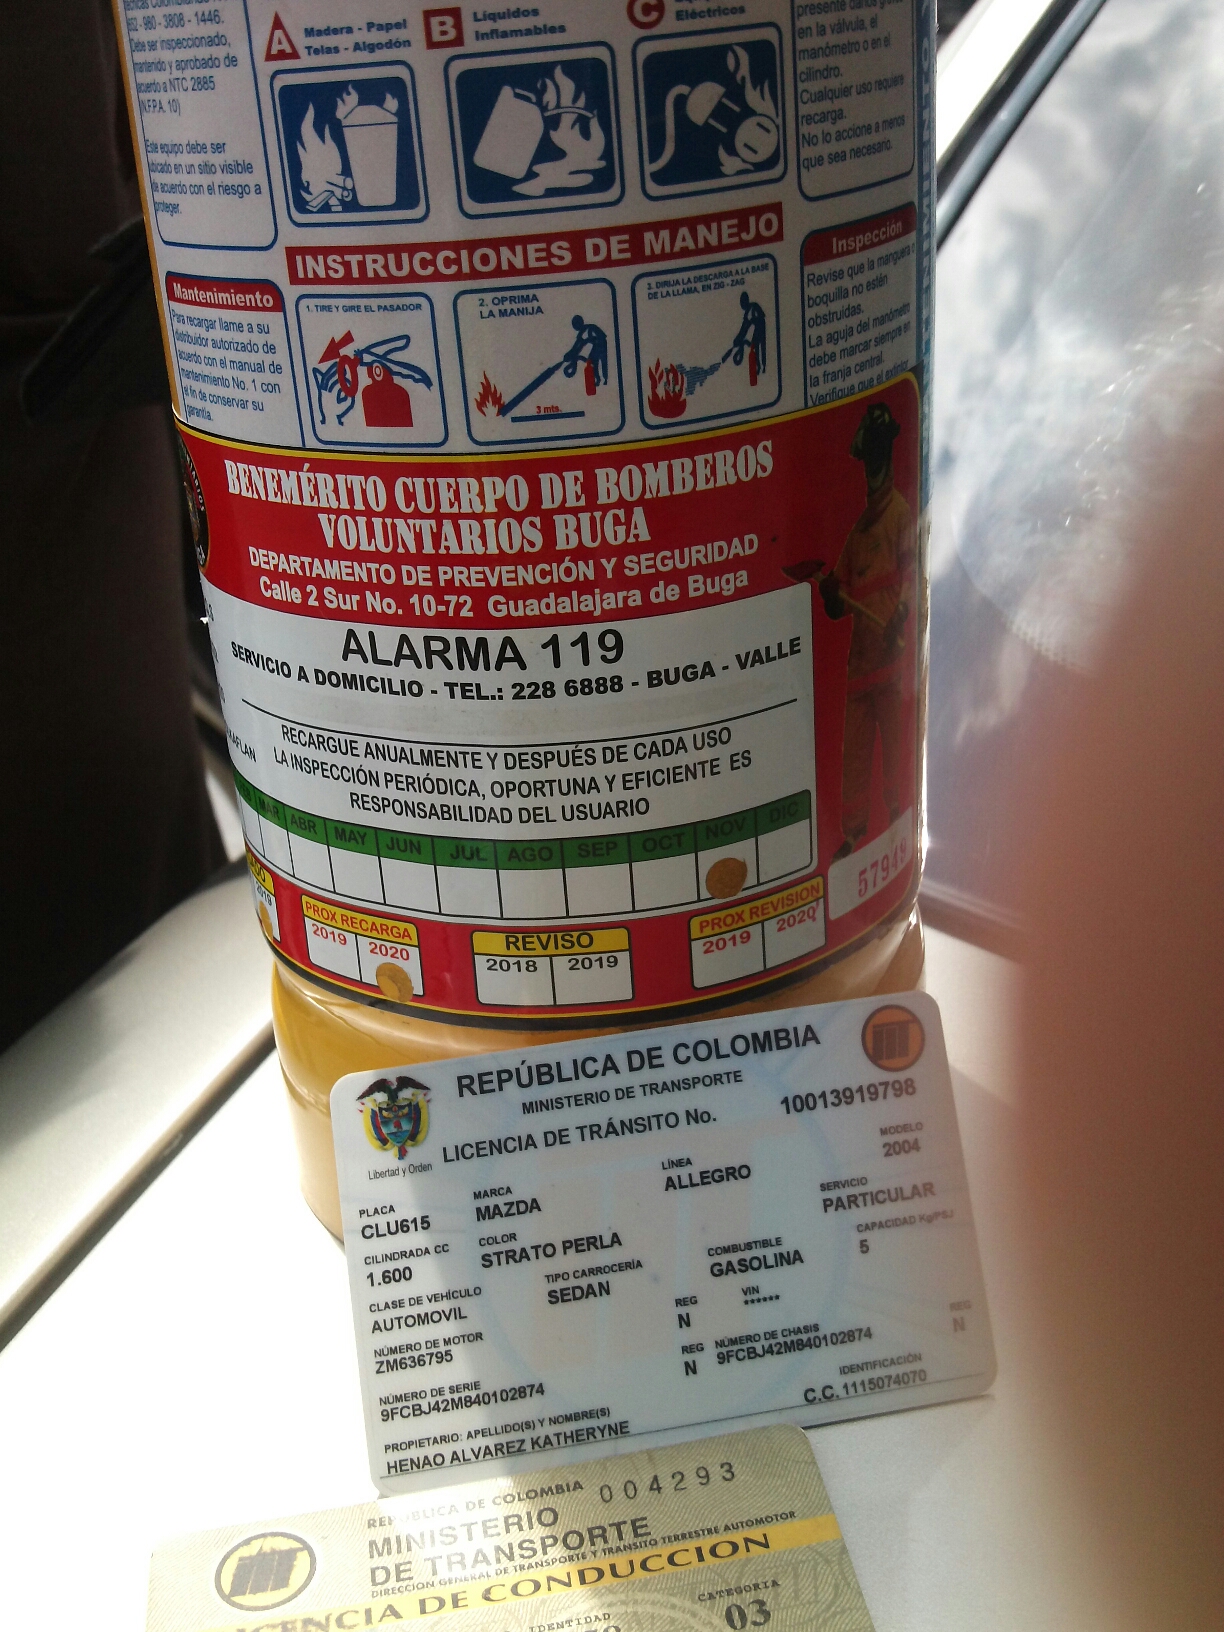 632 - 980 - 3808 - 1446.
Debe ser inspeccionado,
mantenido y aprobado de
acuerdo a NTC 2885
(N.F.P.A. 10)
Este equipo debe ser
ubicado en un sitio visible
de acuerdo con el riesgo a
proteger.
A
Madera - Papel
Telas - Algodón
B
Líquidos
Inflamables
C
Eléctricos
en la válvula, el
manómetro o en el
cilindro.
Cualquier uso requiere
recarga.
No lo accione a menos
que sea necesario.
INSTRUCCIONES DE MANEJO
Mantenimiento
Para recargar llame a su
distribuidor autorizado de
acuerdo con el manual de
mantenimiento No. 1 con
el fin de conservar su
garantía.
1. TIRE Y GIRE EL PASADOR
2. OPRIMA
LA MANIJA
3 mts.
3. DIRIJA LA DESCARGA A LA BASE
DE LA LLAMA, EN ZIG - ZAG
Inspección
Revise que la manguera o
boquilla no estén
obstruidas.
La aguja del manómetro
debe marcar siempre en
la franja central.
Verifique que el
BENEMÉRITO CUERPO DE BOMBEROS
VOLUNTARIOS BUGA
DEPARTAMENTO DE PREVENCIÓN Y SEGURIDAD
Calle 2 Sur No. 10-72 Guadalajara de Buga
ALARMA 119
SERVICIO A DOMICILIO - TEL.: 228 6888 - BUGA - VALLE
RECARGUE ANUALMENTE Y DESPUÉS DE CADA USO
LA INSPECCIÓN PERIÓDICA, OPORTUNA Y EFICIENTE ES
RESPONSABILIDAD DEL USUARIO
MAR ABR MAY JUN JUL AGO SEP OCT NOV DIC
57949
2019
PROX RECARGA
2019 2020
REVISO
2018 2019
PROX REVISION
2019 2020
REPÚBLICA DE COLOMBIA
MINISTERIO DE TRANSPORTE
Libertad y Orden
LICENCIA DE TRÁNSITO No. 10013919798
PLACA MARCA LÍNEA MODELO
CLU615 MAZDA ALLEGRO 2004
CILINDRADA CC COLOR SERVICIO
1.600 STRATO PERLA PARTICULAR
CLASE DE VEHÍCULO TIPO CARROCERÍA COMBUSTIBLE CAPACIDAD Kg/PSJ
AUTOMOVIL SEDAN GASOLINA 5
NÚMERO DE MOTOR REG VIN REG
ZM636795 N ****** N
NÚMERO DE SERIE REG NÚMERO DE CHASIS
9FCBJ42M840102874 N 9FCBJ42M840102874
PROPIETARIO: APELLIDO(S) Y NOMBRE(S) IDENTIFICACIÓN
HENAO ALVAREZ KATHERYNE C.C. 1115074070
REPUBLICA DE COLOMBIA 004293
MINISTERIO
DE TRANSPORTE
DIRECCION GENERAL DE TRANSPORTE Y TRANSITO TERRESTRE AUTOMOTOR
LICENCIA DE CONDUCCION
IDENTIDAD
CATEGORIA
03